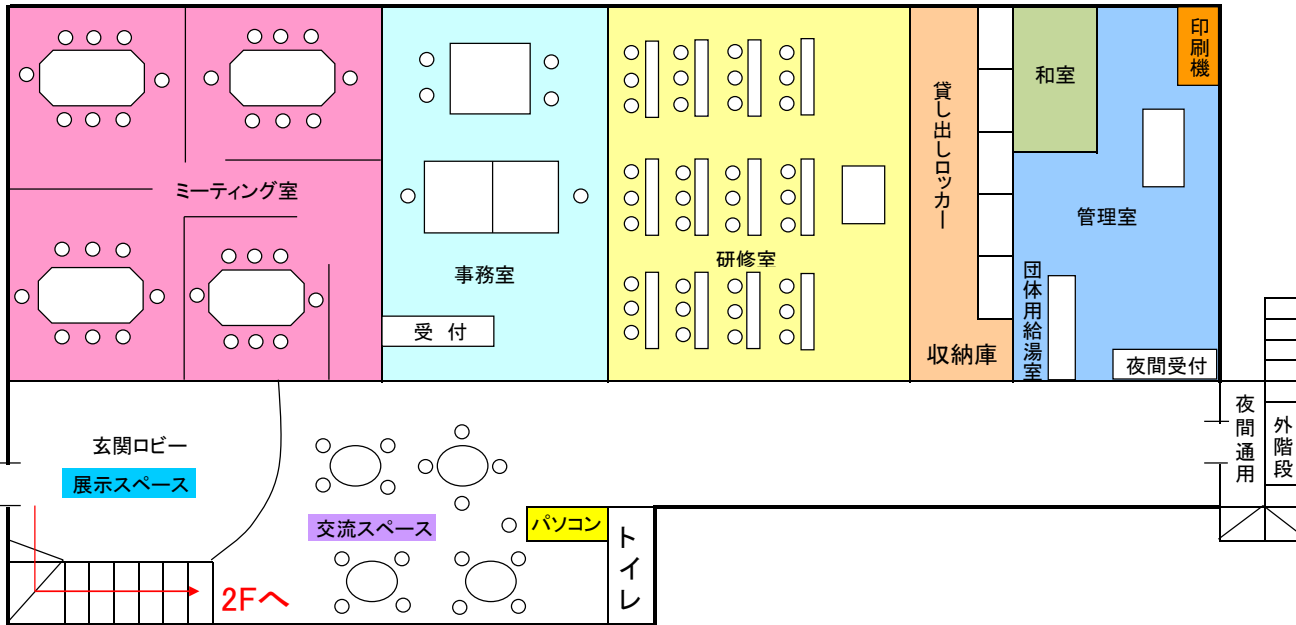 印刷機
和室
貸し出しロッカー
ミーティング室
管理室
研修室
事務室
団体用給湯室
受 付
収納庫
夜間受付
夜間通用
外階段
玄関ロビー
展示スペース
交流スペース
パソコン
トイレ
2Fへ